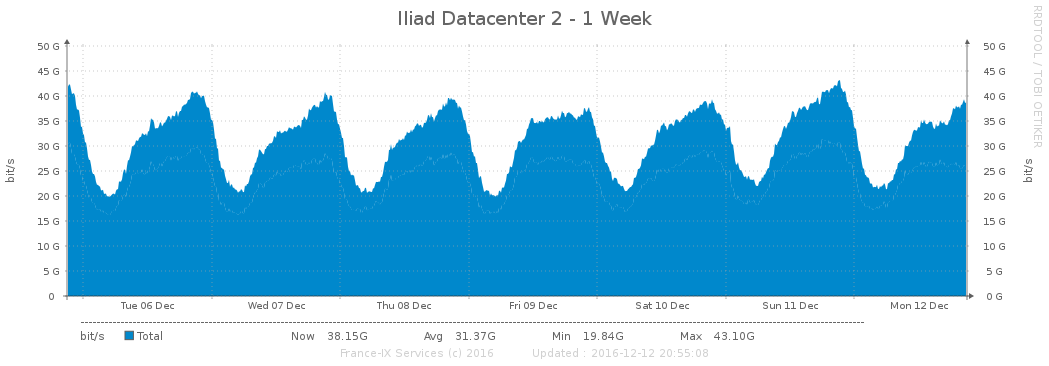 Iliad Datacenter 2 - 1 Week
RRDTOOL / TOBI OETIKER
50 G 50 G
45 G 45 G
40 G 40 G
35 G 35 G
30 G 30 G
25 G 25 G
20 G 20 G
15 G 15 G
10 G 10 G
5 G 5 G
0 0 G
bit/s bit/s
Tue 06 Dec Wed 07 Dec Thu 08 Dec Fri 09 Dec Sat 10 Dec Sun 11 Dec Mon 12 Dec
bit/s Total Now 38.15G Avg 31.37G Min 19.84G Max 43.10G
France-IX Services (c) 2016 Updated : 2016-12-12 20:55:08